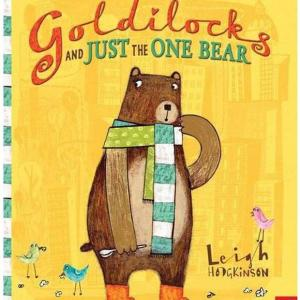 Goldilocks
AND JUST THE ONE BEAR
Leigh
HODGKINSON